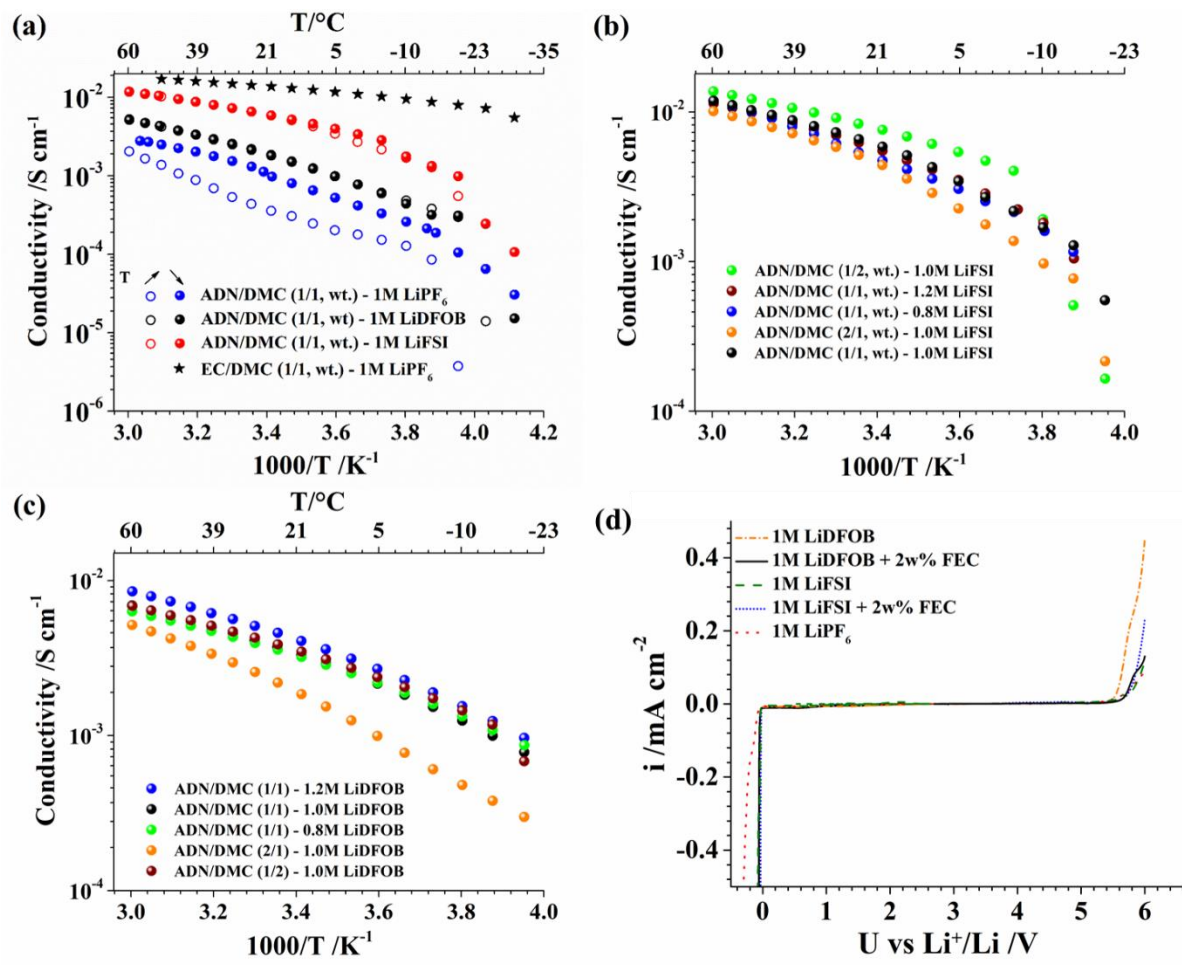 (a)
T/°C
60 39 21 5 -10 -23 -35
Conductivity /S cm⁻¹
10⁻²
10⁻³
10⁻⁴
10⁻⁵
10⁻⁶
T
ADN/DMC (1/1, wt.) - 1M LiPF₆
ADN/DMC (1/1, wt) - 1M LiDFOB
ADN/DMC (1/1, wt.) - 1M LiFSI
EC/DMC (1/1, wt.) - 1M LiPF₆
3.0 3.2 3.4 3.6 3.8 4.0 4.2
1000/T /K⁻¹
(b)
T/°C
60 39 21 5 -10 -23
Conductivity /S cm⁻¹
10⁻²
10⁻³
10⁻⁴
ADN/DMC (1/2, wt.) - 1.0M LiFSI
ADN/DMC (1/1, wt.) - 1.2M LiFSI
ADN/DMC (1/1, wt.) - 0.8M LiFSI
ADN/DMC (2/1, wt.) - 1.0M LiFSI
ADN/DMC (1/1, wt.) - 1.0M LiFSI
3.0 3.2 3.4 3.6 3.8 4.0
1000/T /K⁻¹
(c)
T/°C
60 39 21 5 -10 -23
Conductivity /S cm⁻¹
10⁻²
10⁻³
10⁻⁴
ADN/DMC (1/1) - 1.2M LiDFOB
ADN/DMC (1/1) - 1.0M LiDFOB
ADN/DMC (1/1) - 0.8M LiDFOB
ADN/DMC (2/1) - 1.0M LiDFOB
ADN/DMC (1/2) - 1.0M LiDFOB
3.0 3.2 3.4 3.6 3.8 4.0
1000/T /K⁻¹
(d)
1M LiDFOB
1M LiDFOB + 2w% FEC
1M LiFSI
1M LiFSI + 2w% FEC
1M LiPF₆
i /mA cm⁻²
0.4
0.2
0.0
-0.2
-0.4
0 1 2 3 4 5 6
U vs Li⁺/Li /V